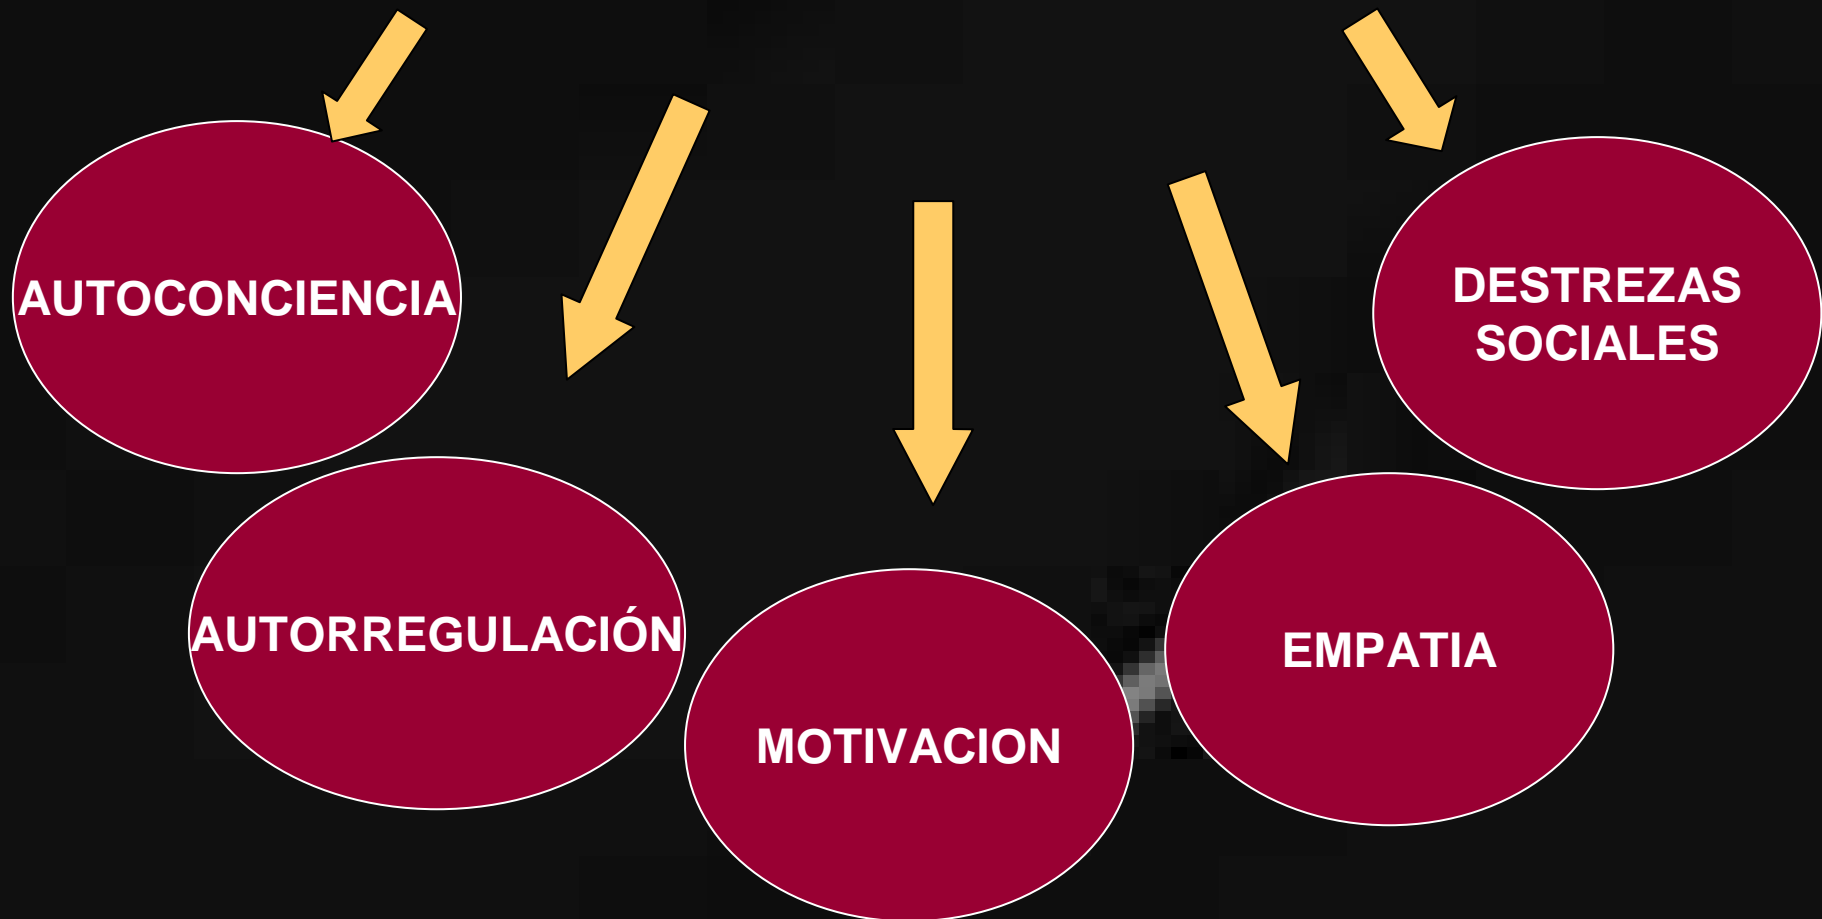 AUTOCONCIENCIA
AUTORREGULACIÓN
MOTIVACION
EMPATIA
DESTREZAS
SOCIALES